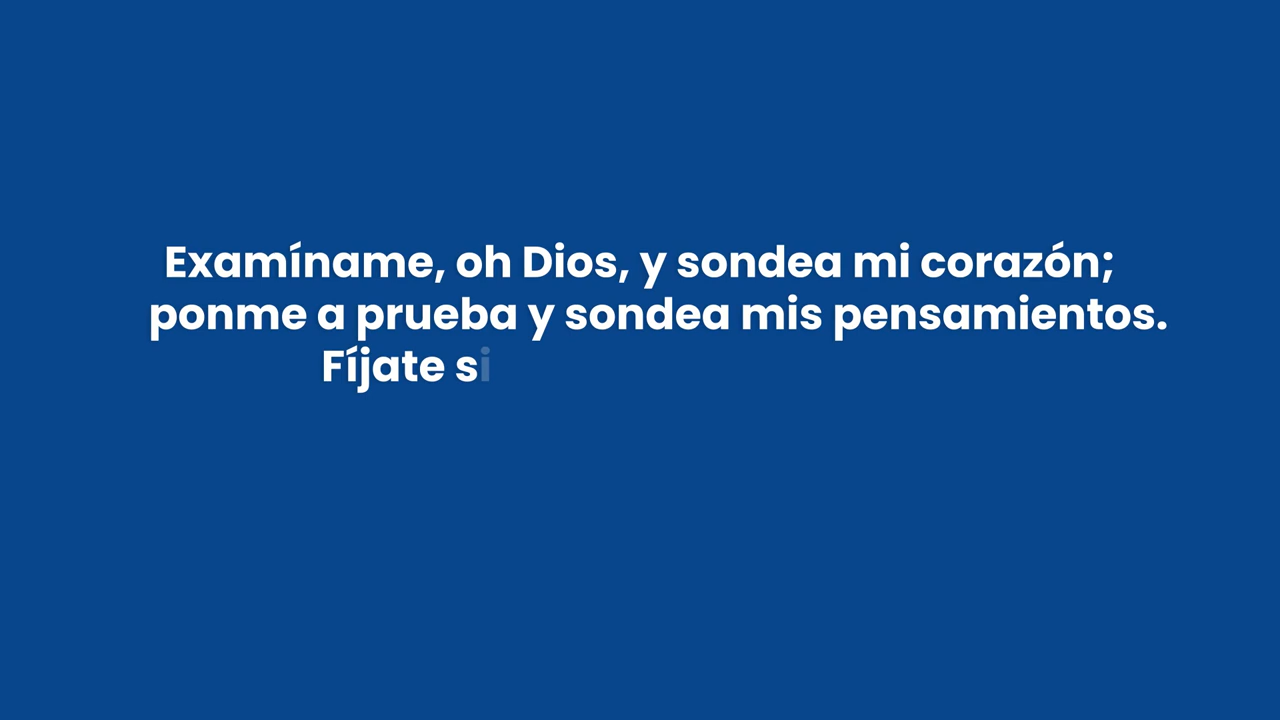 Examíname, oh Dios, y sondea mi corazón;
ponme a prueba y sondea mis pensamientos.
Fíjate si